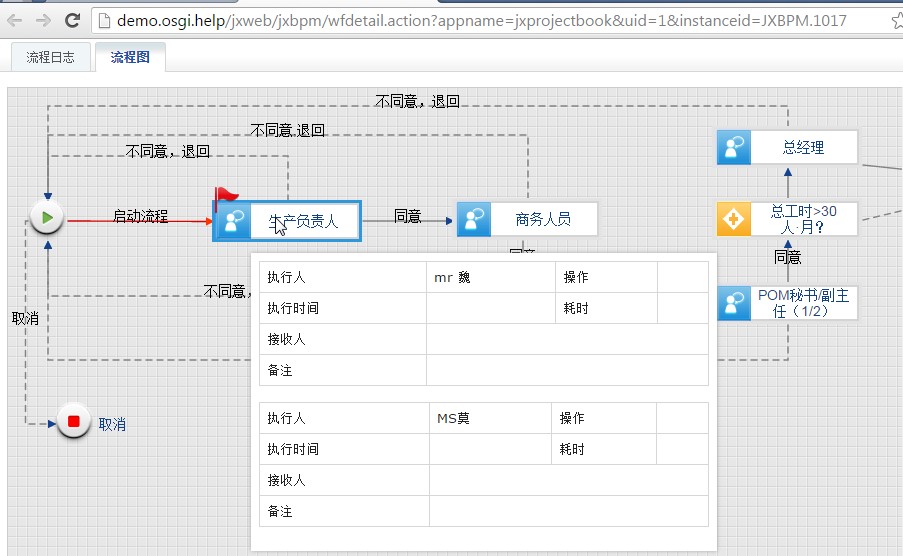 demo.osgi.help/jxweb/jxbpm/wfdetail.action?appname=jxprojectbook&uid=1&instanceid=JXBPM.1017
流程日志
流程图
不同意，退回
不同意,退回
不同意，退回
总经理
启动流程
生产负责人
同意
商务人员
总工时>30
人·月?
同意
同意
POM秘书/副主
任（1/2）
不同意，
取消
取消
执行人 mr 魏 操作
执行时间 耗时
接收人
备注
执行人 MS莫 操作
执行时间 耗时
接收人
备注